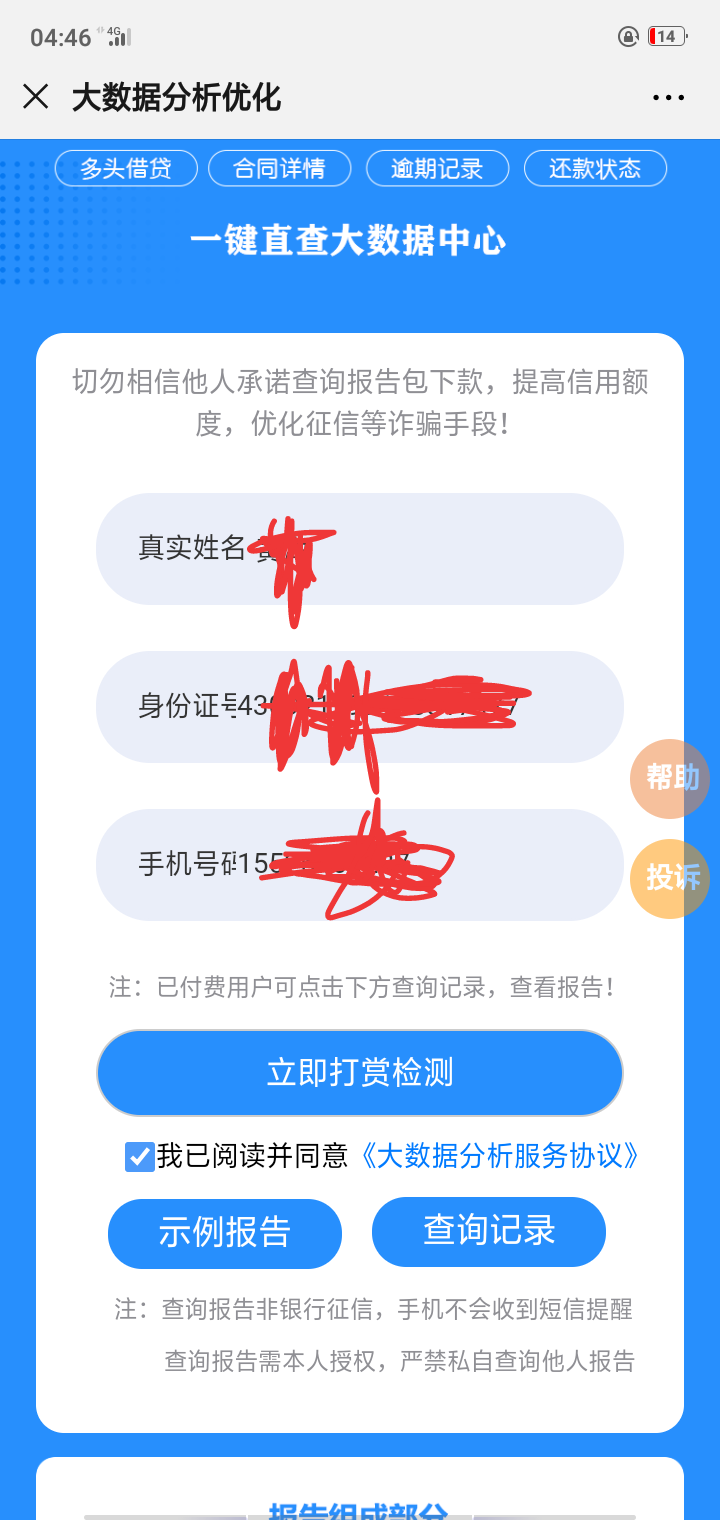 04:46
4G
14
大数据分析优化
多头借贷 合同详情 逾期记录 还款状态
一键直查大数据中心
切勿相信他人承诺查询报告包下款，提高信用额
度，优化征信等诈骗手段！
真实姓名
身份证号
帮助
手机号码
投诉
注：已付费用户可点击下方查询记录，查看报告！
立即打赏检测
我已阅读并同意《大数据分析服务协议》
示例报告 查询记录
注：查询报告非银行征信，手机不会收到短信提醒
查询报告需本人授权，严禁私自查询他人报告
报告组成部分